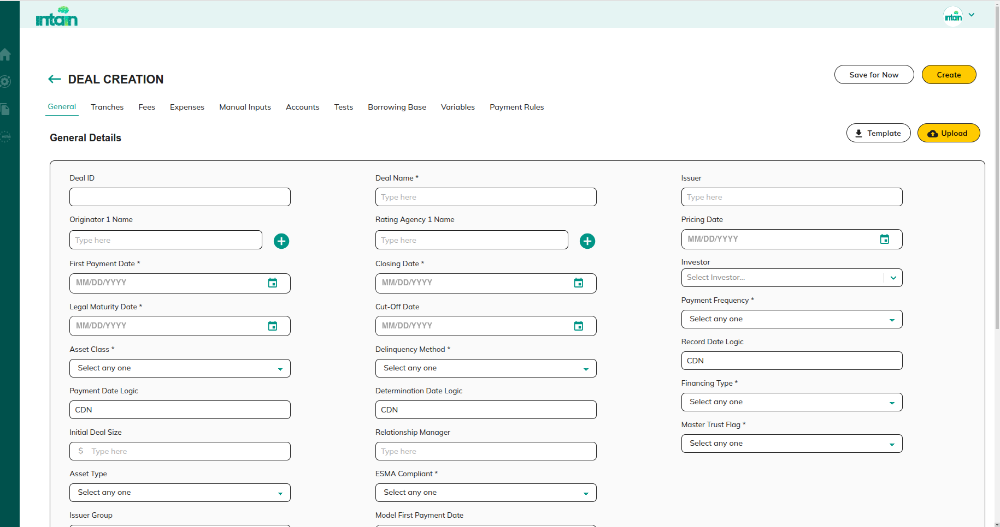 intain
intain
DEAL CREATION
Save for Now
Create
General
Tranches
Fees
Expenses
Manual Inputs
Accounts
Tests
Borrowing Base
Variables
Payment Rules
General Details
Template
Upload
Deal ID
Deal Name *
Type here
Issuer
Type here
Originator 1 Name
Type here
Rating Agency 1 Name
Type here
Pricing Date
MM/DD/YYYY
First Payment Date *
MM/DD/YYYY
Closing Date *
MM/DD/YYYY
Investor
Select Investor...
Legal Maturity Date *
MM/DD/YYYY
Cut-Off Date
MM/DD/YYYY
Payment Frequency *
Select any one
Asset Class *
Select any one
Delinquency Method *
Select any one
Record Date Logic
CDN
Payment Date Logic
CDN
Determination Date Logic
CDN
Financing Type *
Select any one
Initial Deal Size
$ Type here
Relationship Manager
Type here
Master Trust Flag *
Select any one
Asset Type
Select any one
ESMA Compliant *
Select any one
Issuer Group
Model First Payment Date